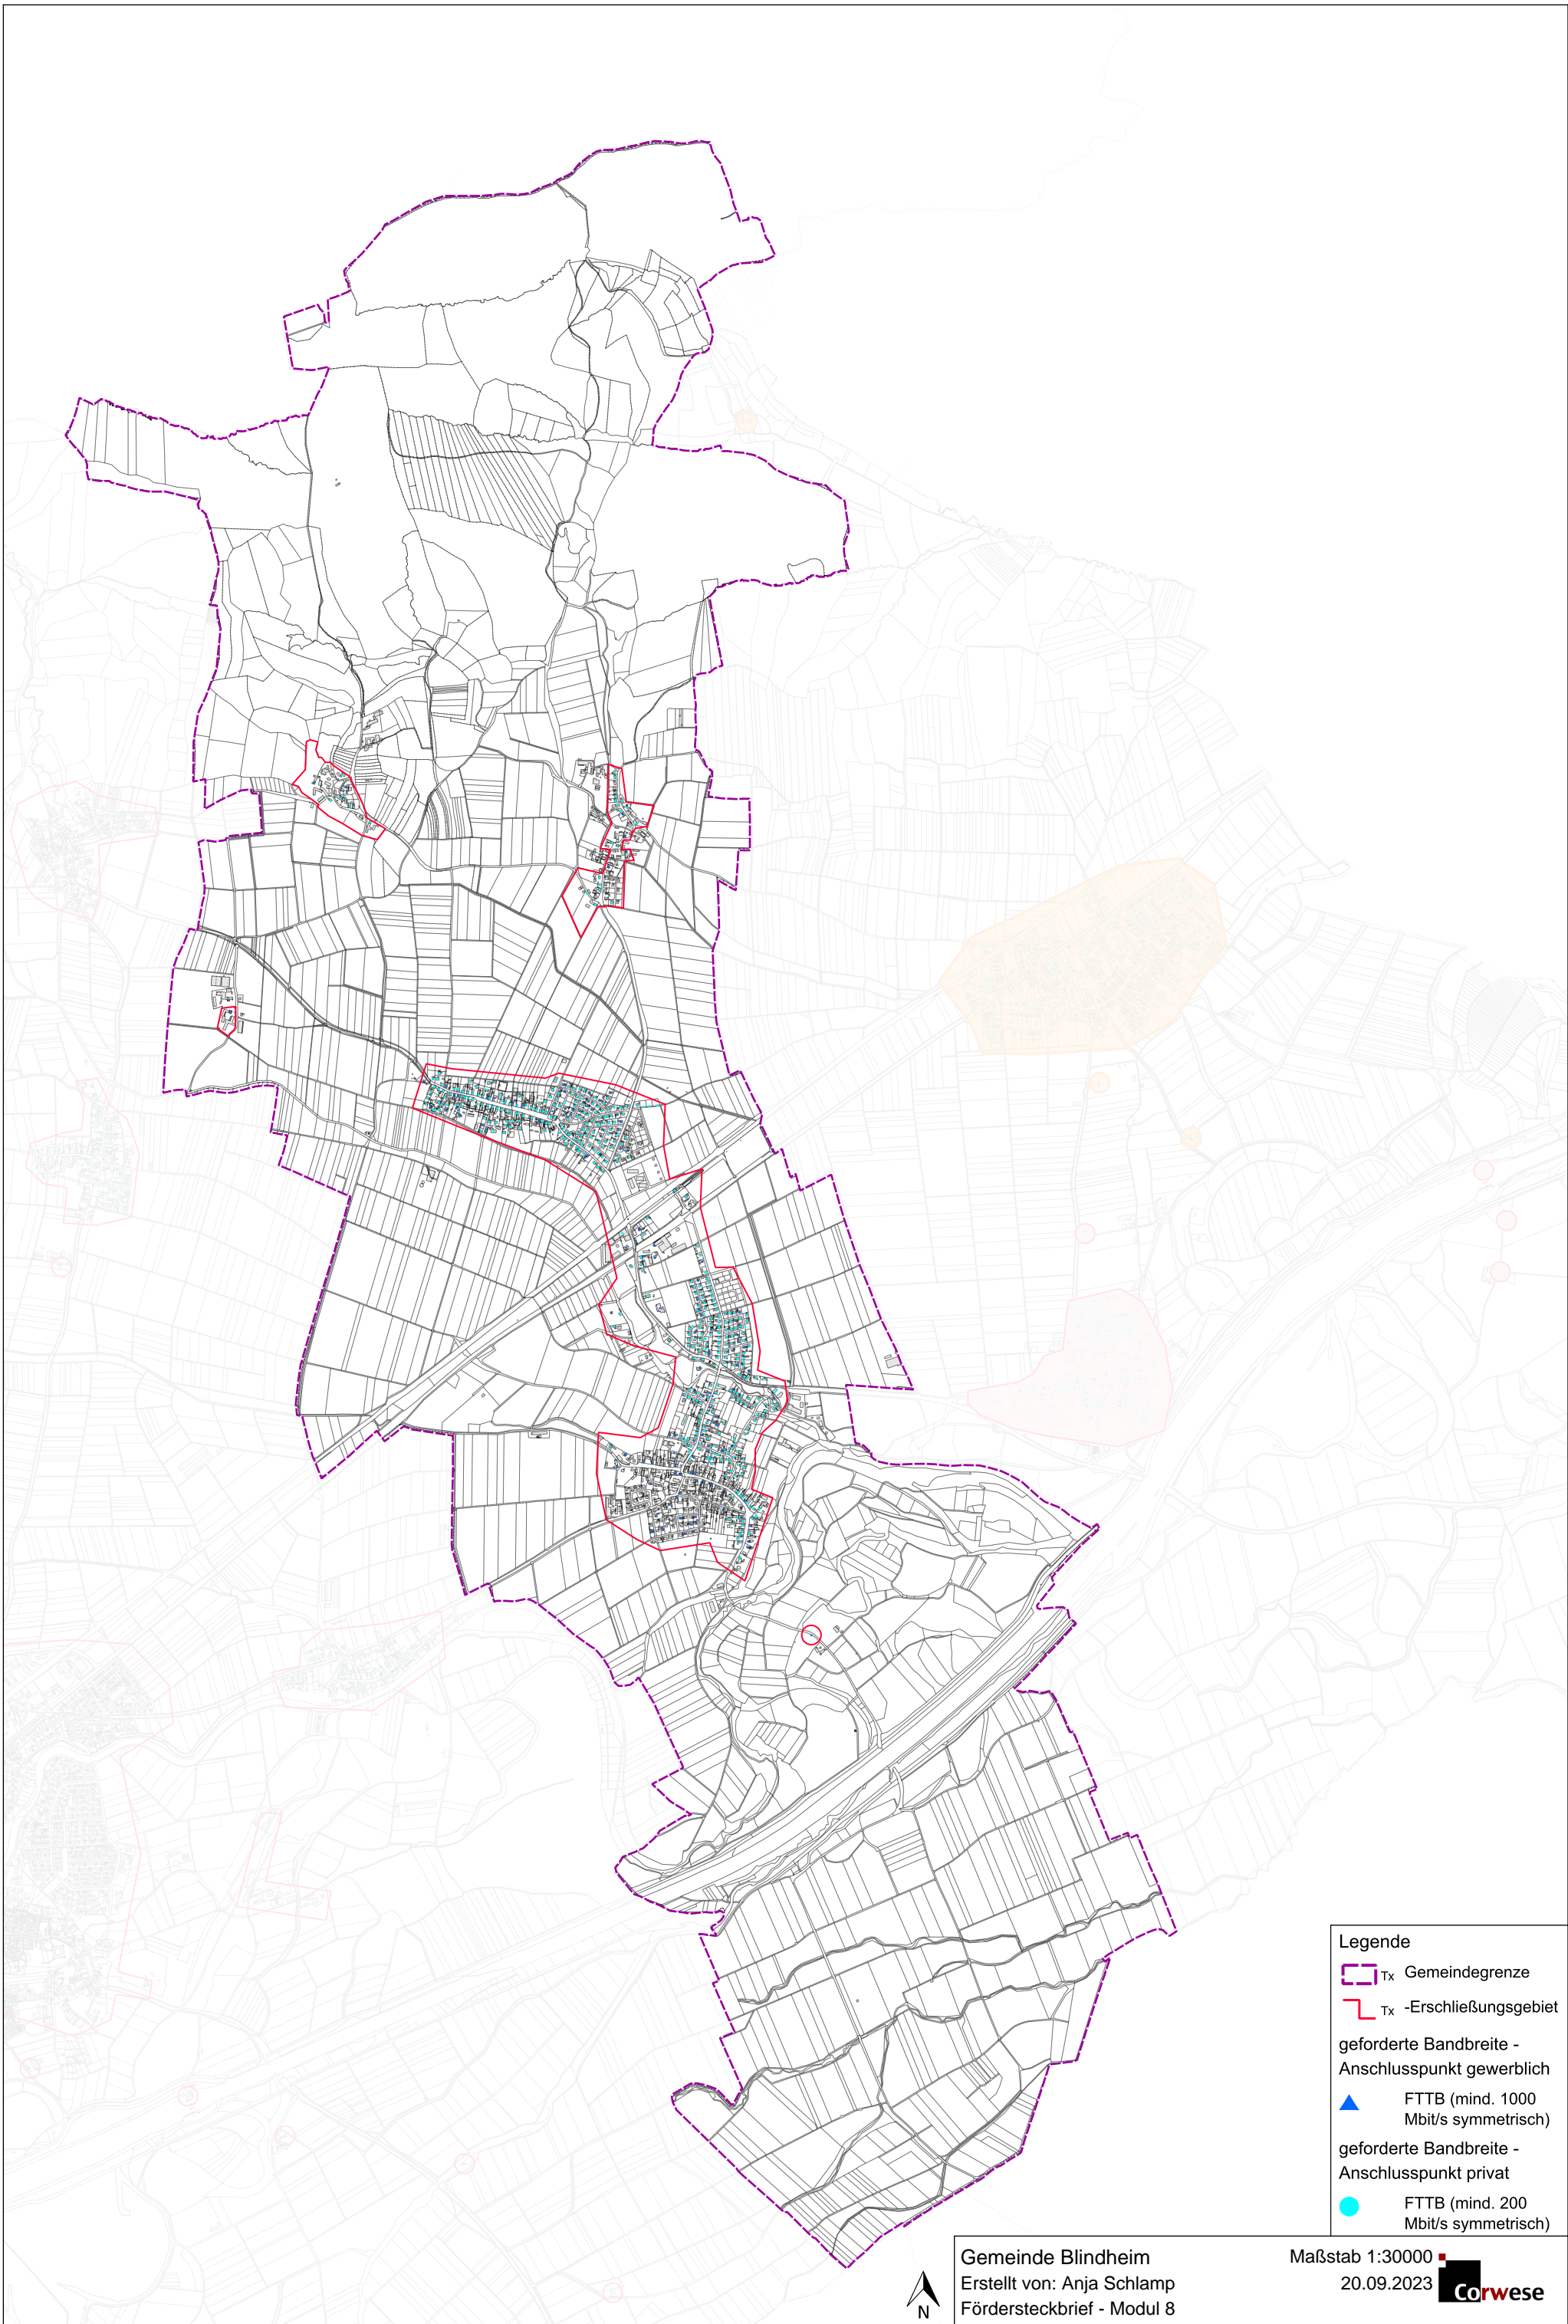 Legende
Tx Gemeindegrenze
Tx -Erschließungsgebiet
geforderte Bandbreite -
Anschlusspunkt gewerblich
FTTB (mind. 1000
Mbit/s symmetrisch)
geforderte Bandbreite -
Anschlusspunkt privat
FTTB (mind. 200
Mbit/s symmetrisch)
N
Gemeinde Blindheim
Erstellt von: Anja Schlamp
Fördersteckbrief - Modul 8
Maßstab 1:30000
20.09.2023
Corwese